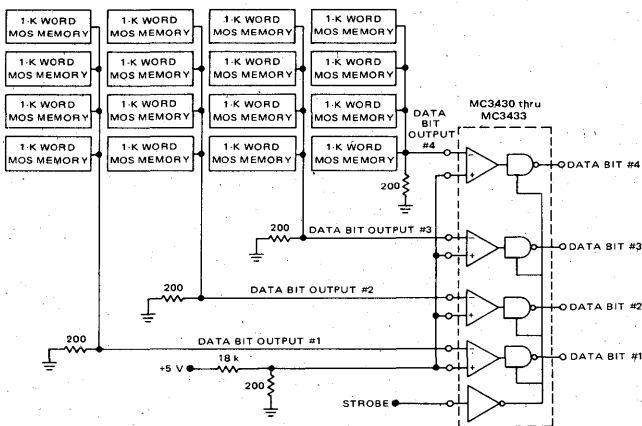 1-K WORD 1-K WORD 1-K WORD 1-K WORD
MOS MEMORY MOS MEMORY MOS MEMORY MOS MEMORY
1-K WORD 1-K WORD 1-K WORD 1-K WORD
MOS MEMORY MOS MEMORY MOS MEMORY MOS MEMORY
1-K WORD 1-K WORD 1-K WORD 1-K WORD
MOS MEMORY MOS MEMORY MOS MEMORY MOS MEMORY
1-K WORD 1-K WORD 1-K WORD 1-K WORD
MOS MEMORY MOS MEMORY MOS MEMORY MOS MEMORY
MC3430 thru
MC3433
DATA
BIT
OUTPUT
#4
- +
DATA BIT #4
200
200
DATA BIT OUTPUT #3
- +
DATA BIT #3
200
DATA BIT OUTPUT #2
- +
DATA BIT #2
200
DATA BIT OUTPUT #1
- +
DATA BIT #1
+5 V
18 k
200
STROBE